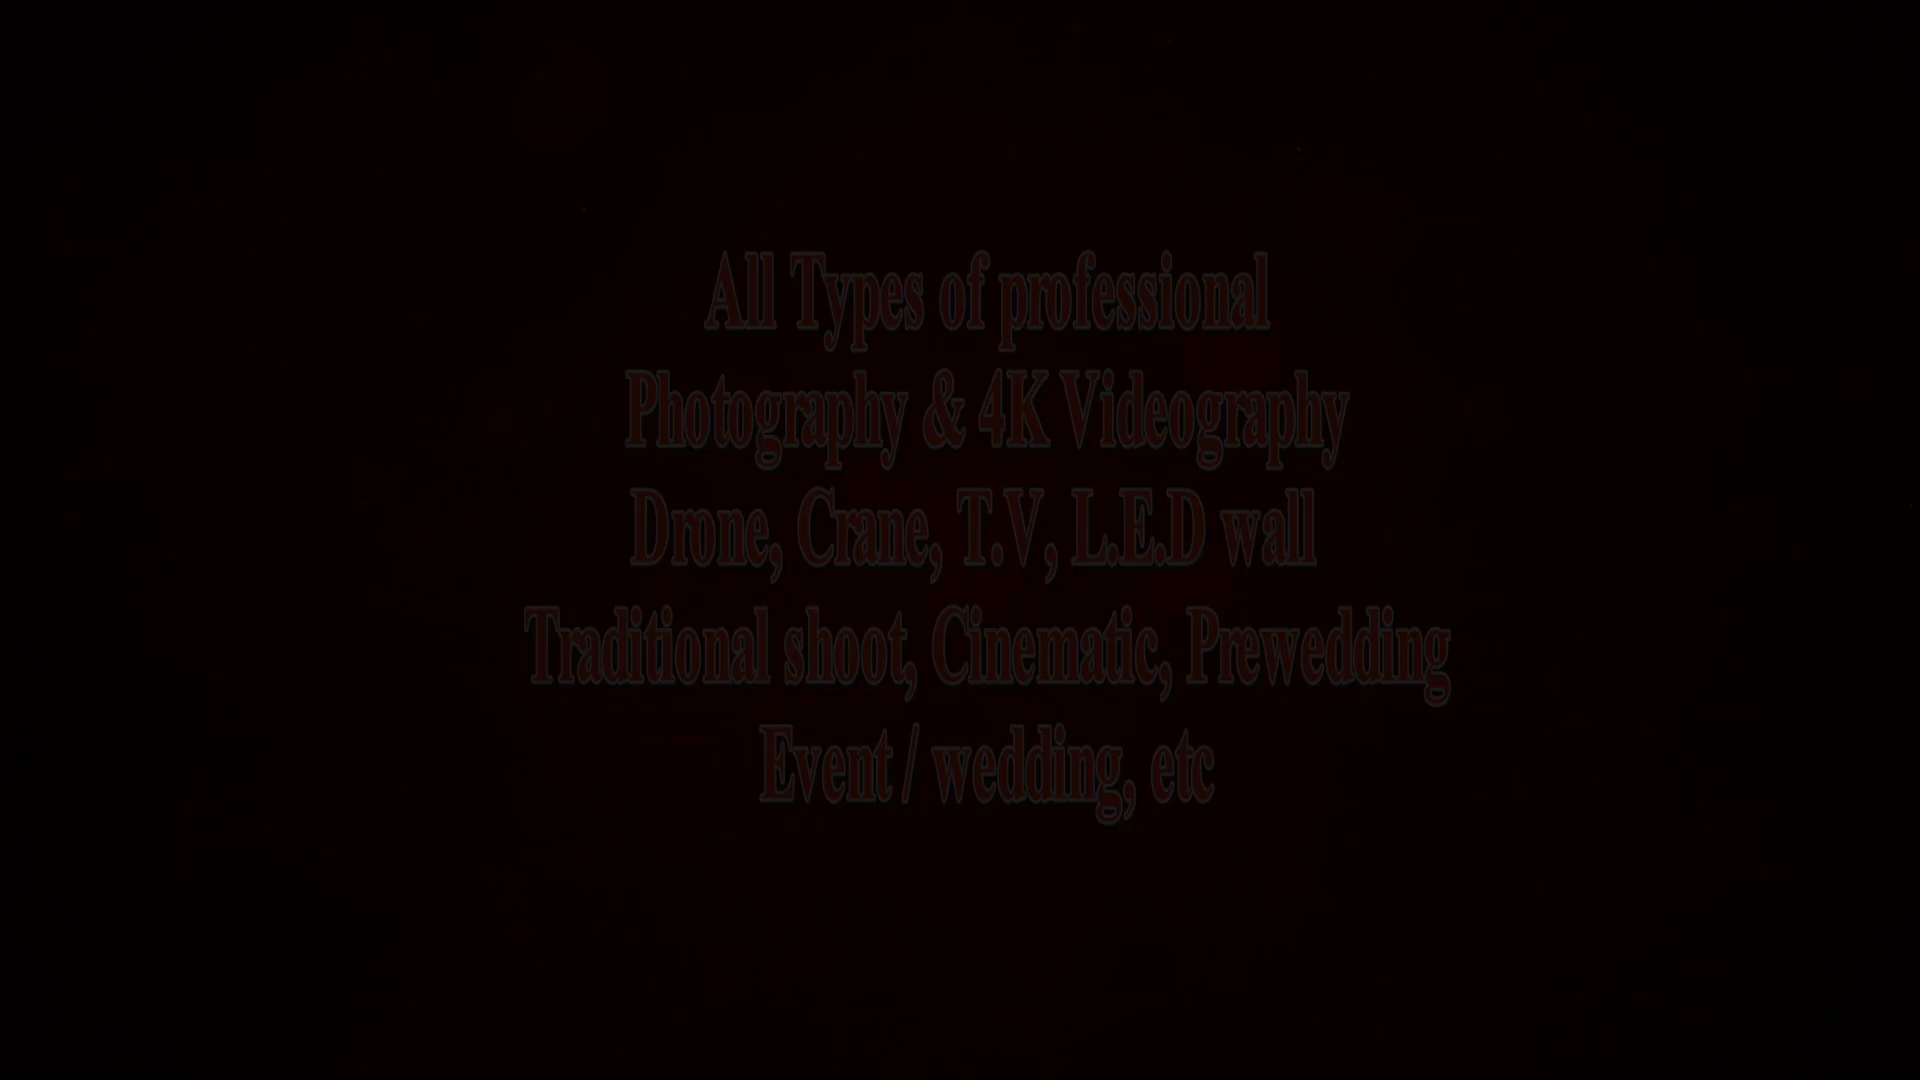 All Types of professional
Photography & 4K Videography
Drone, Crane, T.V, L.E.D wall
Traditional shoot, Cinematic, Prewedding
Event / wedding, etc